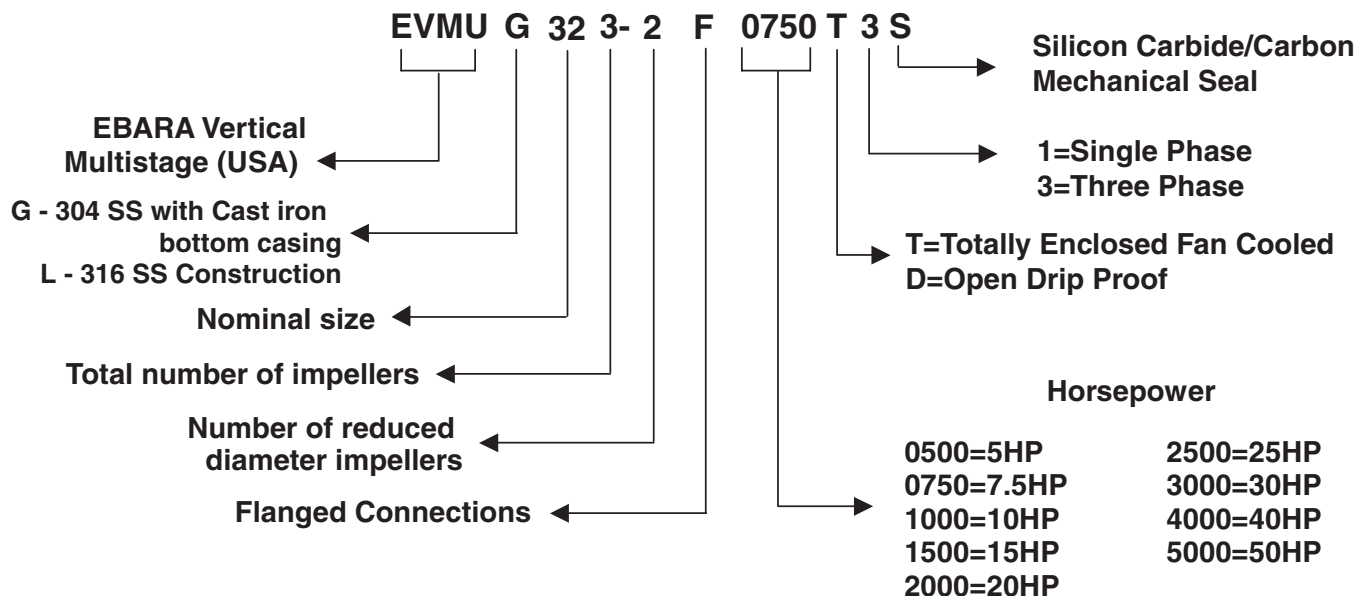 EVMU G 32 3- 2 F 0750 T 3 S
Silicon Carbide/Carbon
Mechanical Seal
EBARA Vertical
Multistage (USA)
1=Single Phase
3=Three Phase
G - 304 SS with Cast iron
bottom casing
L - 316 SS Construction
T=Totally Enclosed Fan Cooled
D=Open Drip Proof
Nominal size
Total number of impellers
Number of reduced
diameter impellers
Flanged Connections
Horsepower
0500=5HP
0750=7.5HP
1000=10HP
1500=15HP
2000=20HP
2500=25HP
3000=30HP
4000=40HP
5000=50HP